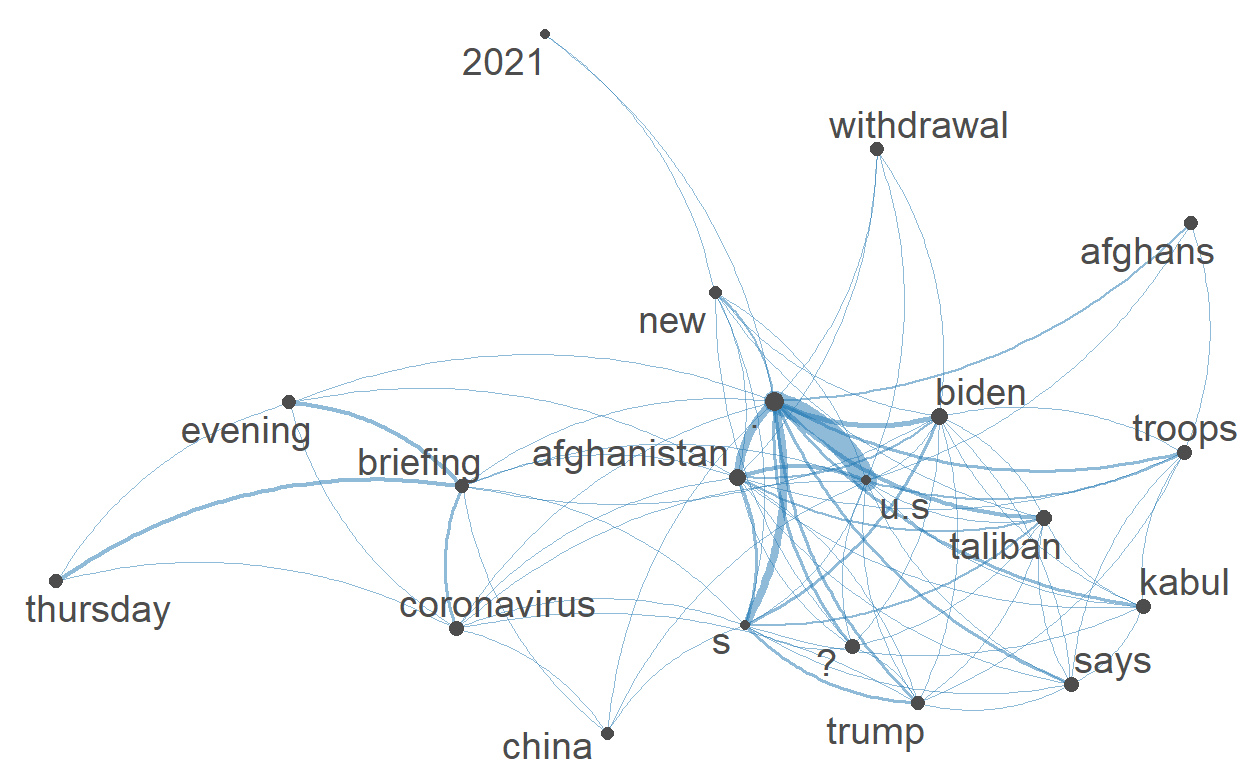 2021
withdrawal
afghans
new
biden
.
evening
troops
afghanistan
briefing
u.s
taliban
kabul
thursday
coronavirus
s
?
says
trump
china